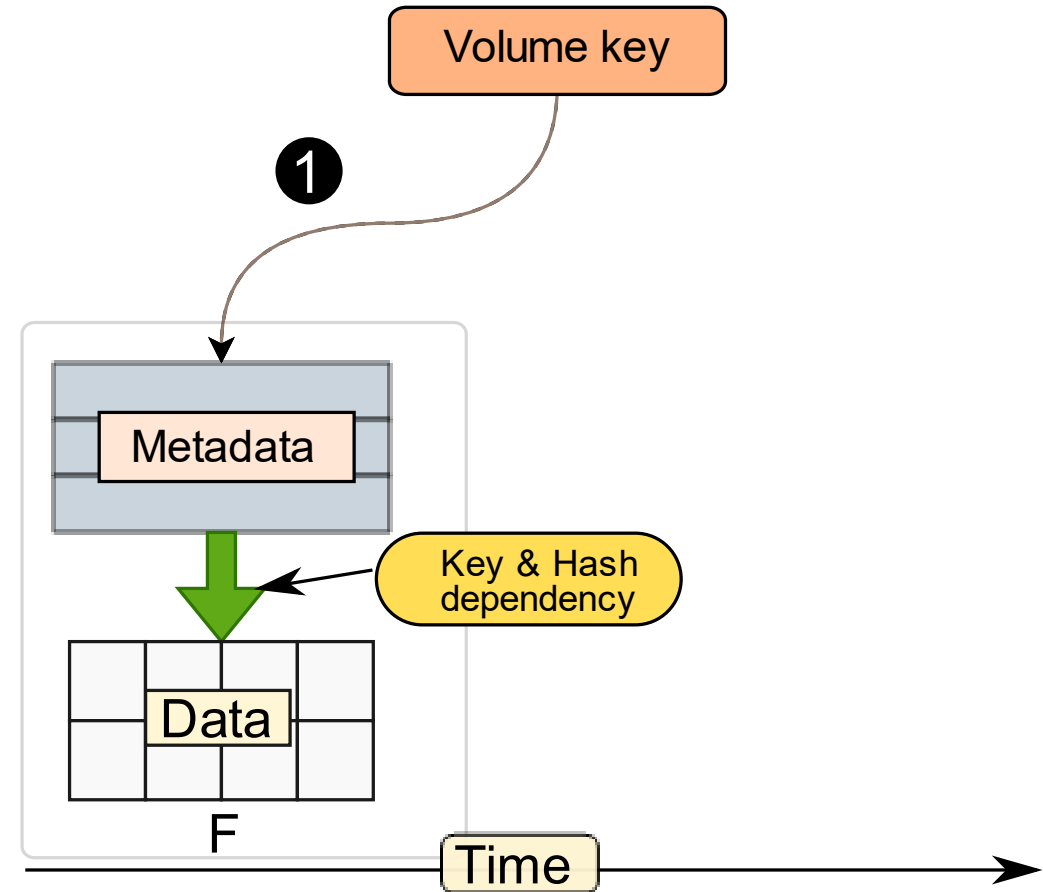 Volume key
1
Metadata
Key & Hash
dependency
Data
F
Time